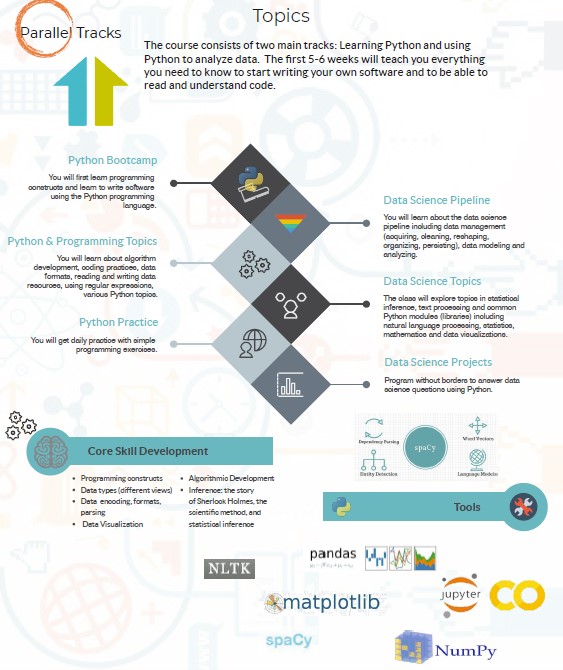 Topics
Parallel Tracks
The course consists of two main tracks: Learning Python and using
Python to analyze data. The first 5-6 weeks will teach you everything
you need to know to start writing your own software and to be able to
read and understand code.
Python Bootcamp
You will first learn programming
constructs and learn to write software
using the Python programming
language.
Data Science Pipeline
You will learn about the data science
pipeline including data management
(acquiring, cleaning, reshaping,
organizing, persisting), data modeling and
analyzing.
Python & Programming Topics
You will learn about algorithm
development, coding practices, data
formats, reading and writing data
resources, using regular expressions,
various Python topics.
Data Science Topics
The class will explore topics in statistical
inference, text processing and common
Python modules (libraries) including
natural language processing, statistics,
mathematics and data visualizations.
Python Practice
You will get daily practice with simple
programming exercises.
Data Science Projects
Program without borders to answer data
science questions using Python.
Core Skill Development
• Programming constructs
• Data types (different views)
• Data encoding, formats,
parsing
• Data Visualization
• Algorithmic Development
• Inference: the story
of Sherlook Holmes, the
scientific method, and
statistical inference
Dependency Parsing
Word Vectors
spaCy
Entity Detection
Language Models
Tools
pandas
NLTK
matplotlib
jupyter
CO
spaCy
NumPy